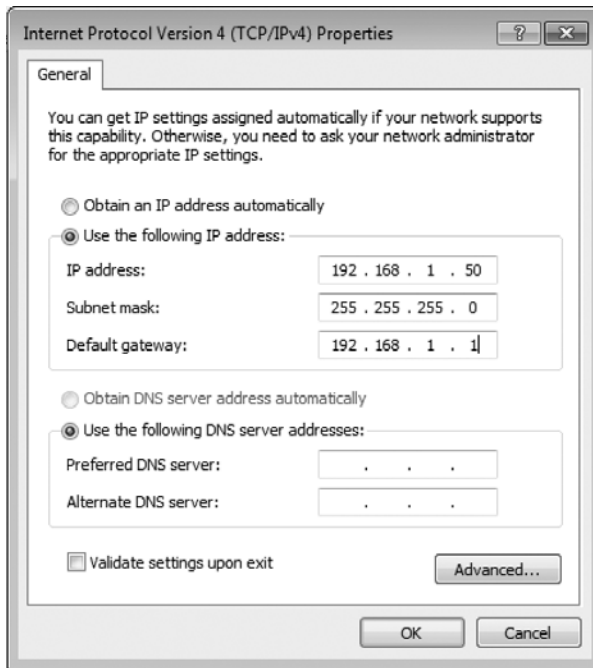 Internet Protocol Version 4 (TCP/IPv4) Properties
General
You can get IP settings assigned automatically if your network supports
this capability. Otherwise, you need to ask your network administrator
for the appropriate IP settings.
Obtain an IP address automatically
Use the following IP address:
IP address: 192 . 168 . 1 . 50
Subnet mask: 255 . 255 . 255 . 0
Default gateway: 192 . 168 . 1 . 1
Obtain DNS server address automatically
Use the following DNS server addresses:
Preferred DNS server: . . .
Alternate DNS server: . . .
Validate settings upon exit
Advanced...
OK Cancel